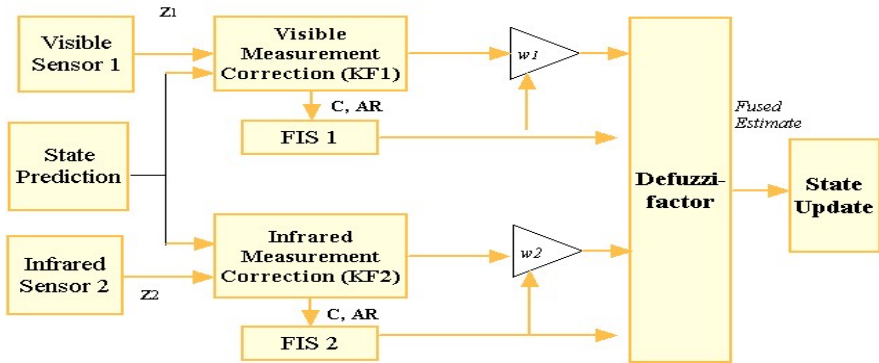 Z1
Visible
Sensor 1
Visible
Measurement
Correction (KF1)
w1
C, AR
FIS 1
State
Prediction
Infrared
Sensor 2
Z2
Infrared
Measurement
Correction (KF2)
w2
C, AR
FIS 2
Defuzzi-
factor
Fused
Estimate
State
Update